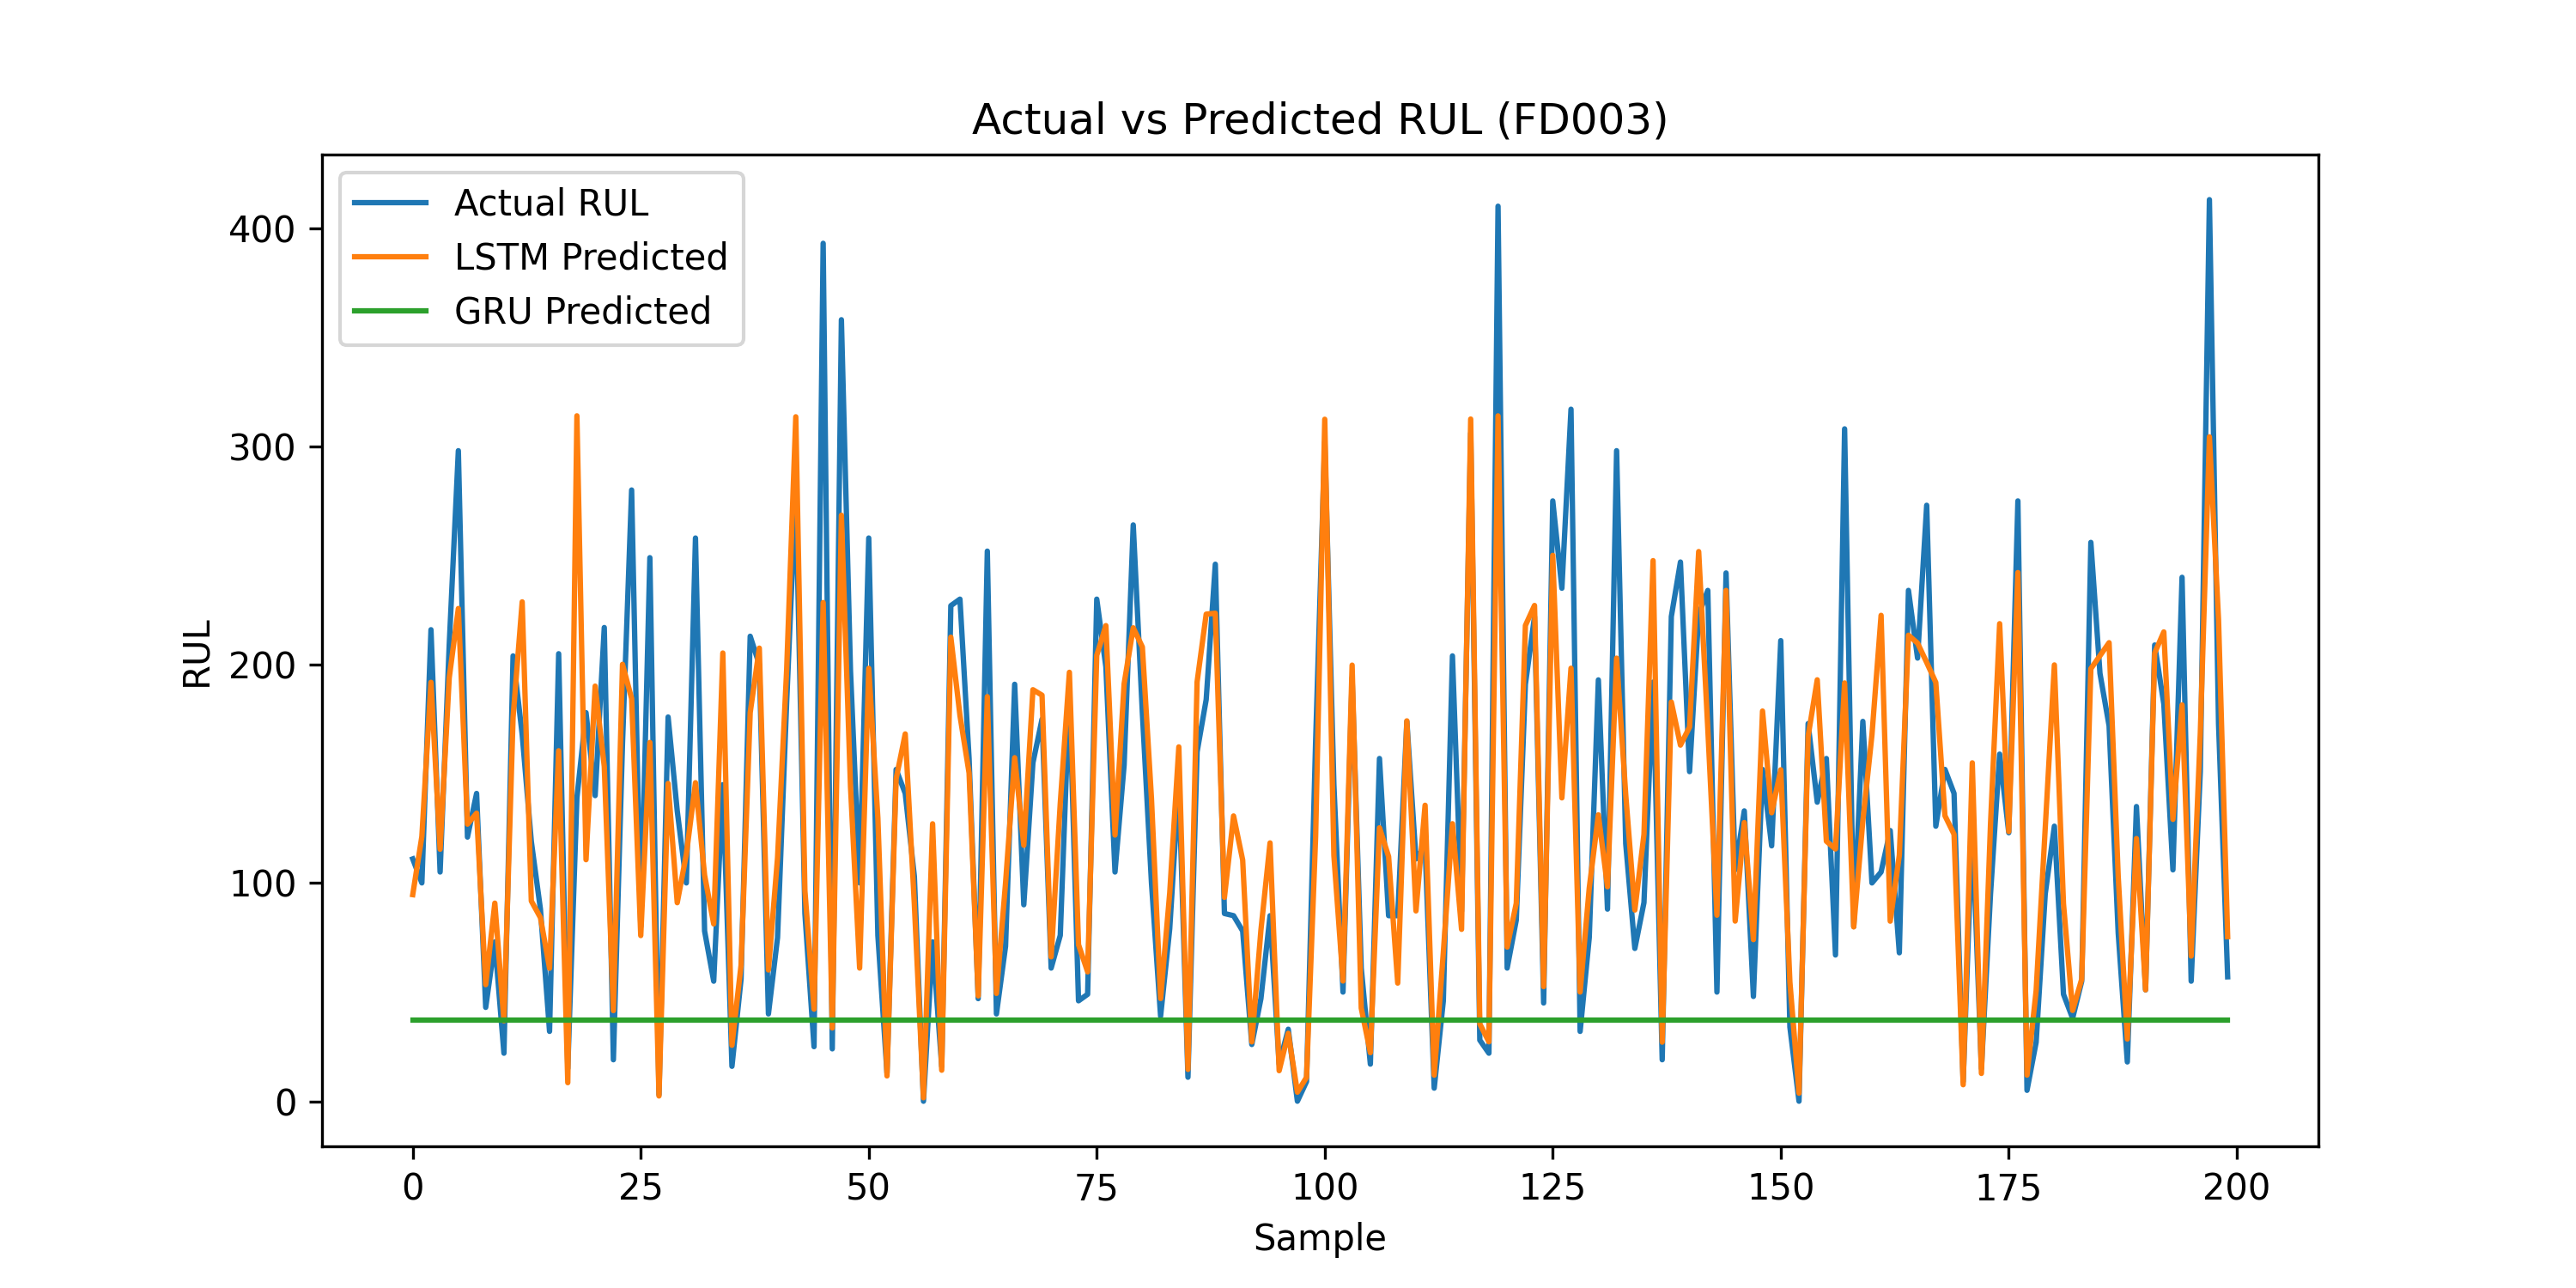 Actual vs Predicted RUL (FD003)
Actual RUL
LSTM Predicted
GRU Predicted
400
300
200
100
0
RUL
0 25 50 75 100 125 150 175 200
Sample